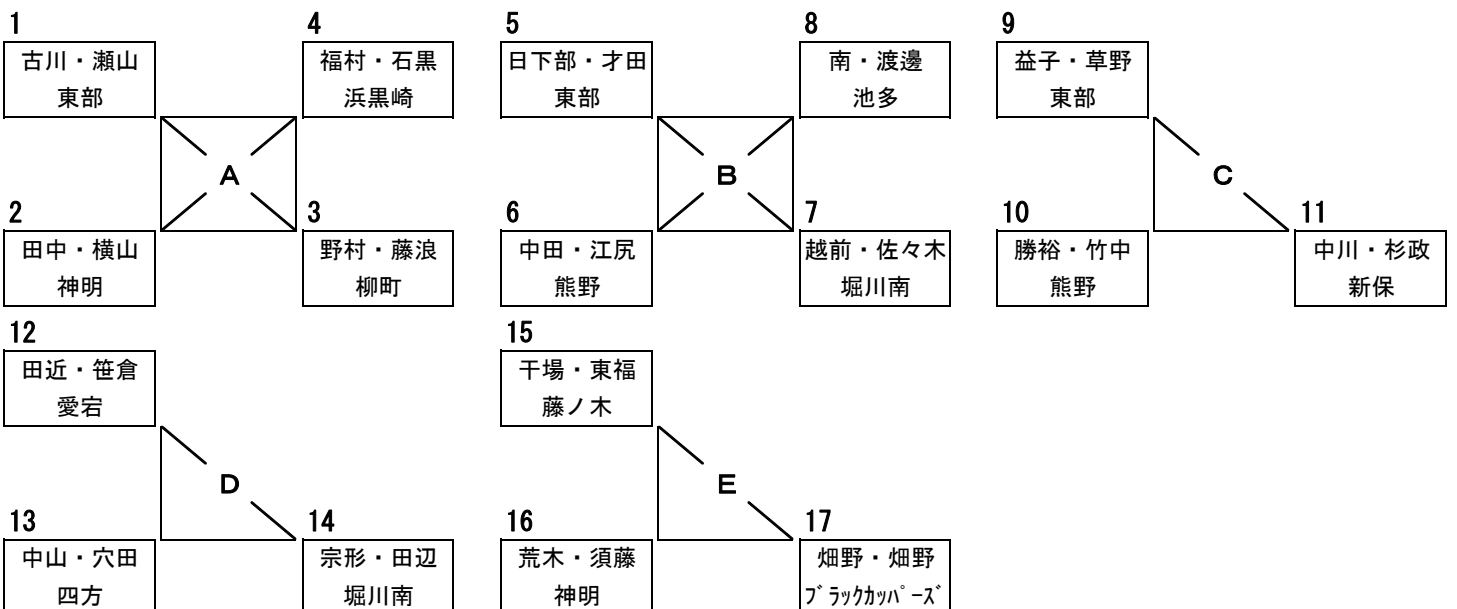 1
古川・瀬山
東部
4
福村・石黒
浜黒崎
A
2
田中・横山
神明
3
野村・藤浪
柳町
5
日下部・才田
東部
8
南・渡邊
池多
B
6
中田・江尻
熊野
7
越前・佐々木
堀川南
9
益子・草野
東部
C
10
勝裕・竹中
熊野
11
中川・杉政
新保
12
田近・笹倉
愛宕
D
13
中山・穴田
四方
14
宗形・田辺
堀川南
15
干場・東福
藤ノ木
E
16
荒木・須藤
神明
17
畑野・畑野
ﾌﾞﾗｯｸｶｯﾊﾟｰｽﾞ